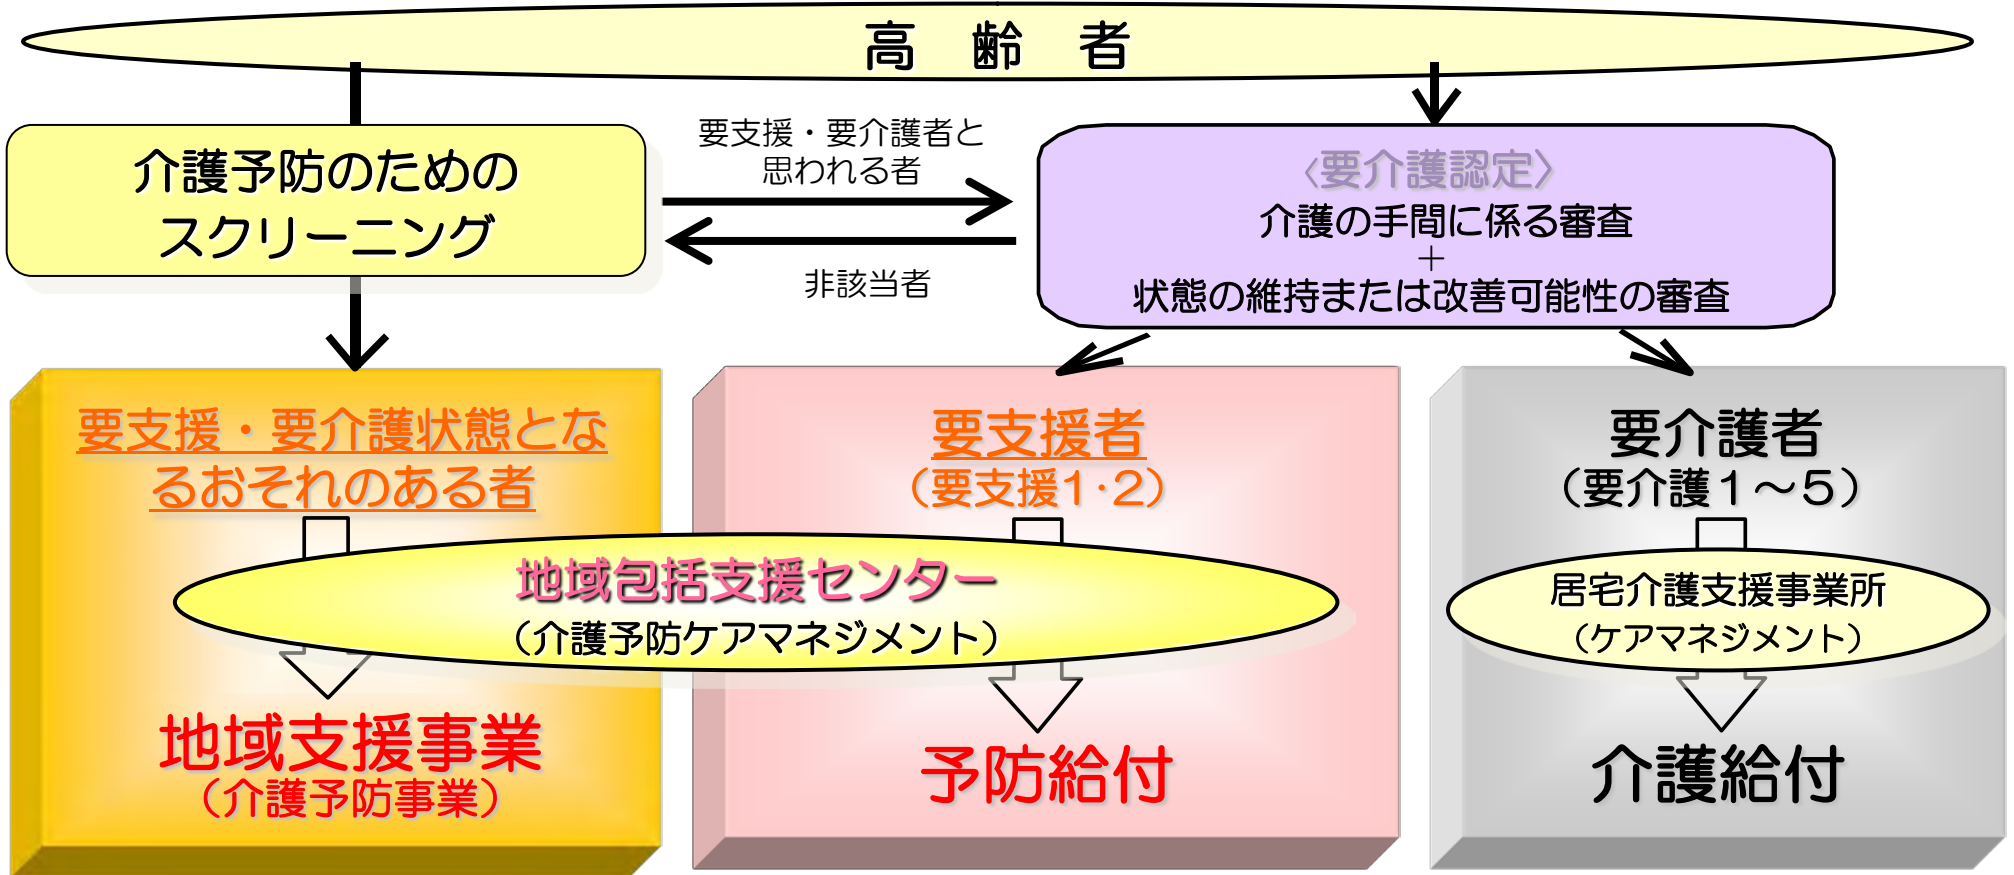 高　齢　者
介護予防のための
スクリーニング
要支援・要介護者と
思われる者
非該当者
〈要介護認定〉
介護の手間に係る審査
＋
状態の維持または改善可能性の審査
要支援・要介護状態とな
るおそれのある者
要支援者
（要支援１･２）
要介護者
（要介護１～５）
地域包括支援センター
（介護予防ケアマネジメント）
居宅介護支援事業所
（ケアマネジメント）
地域支援事業
（介護予防事業）
予防給付
介護給付